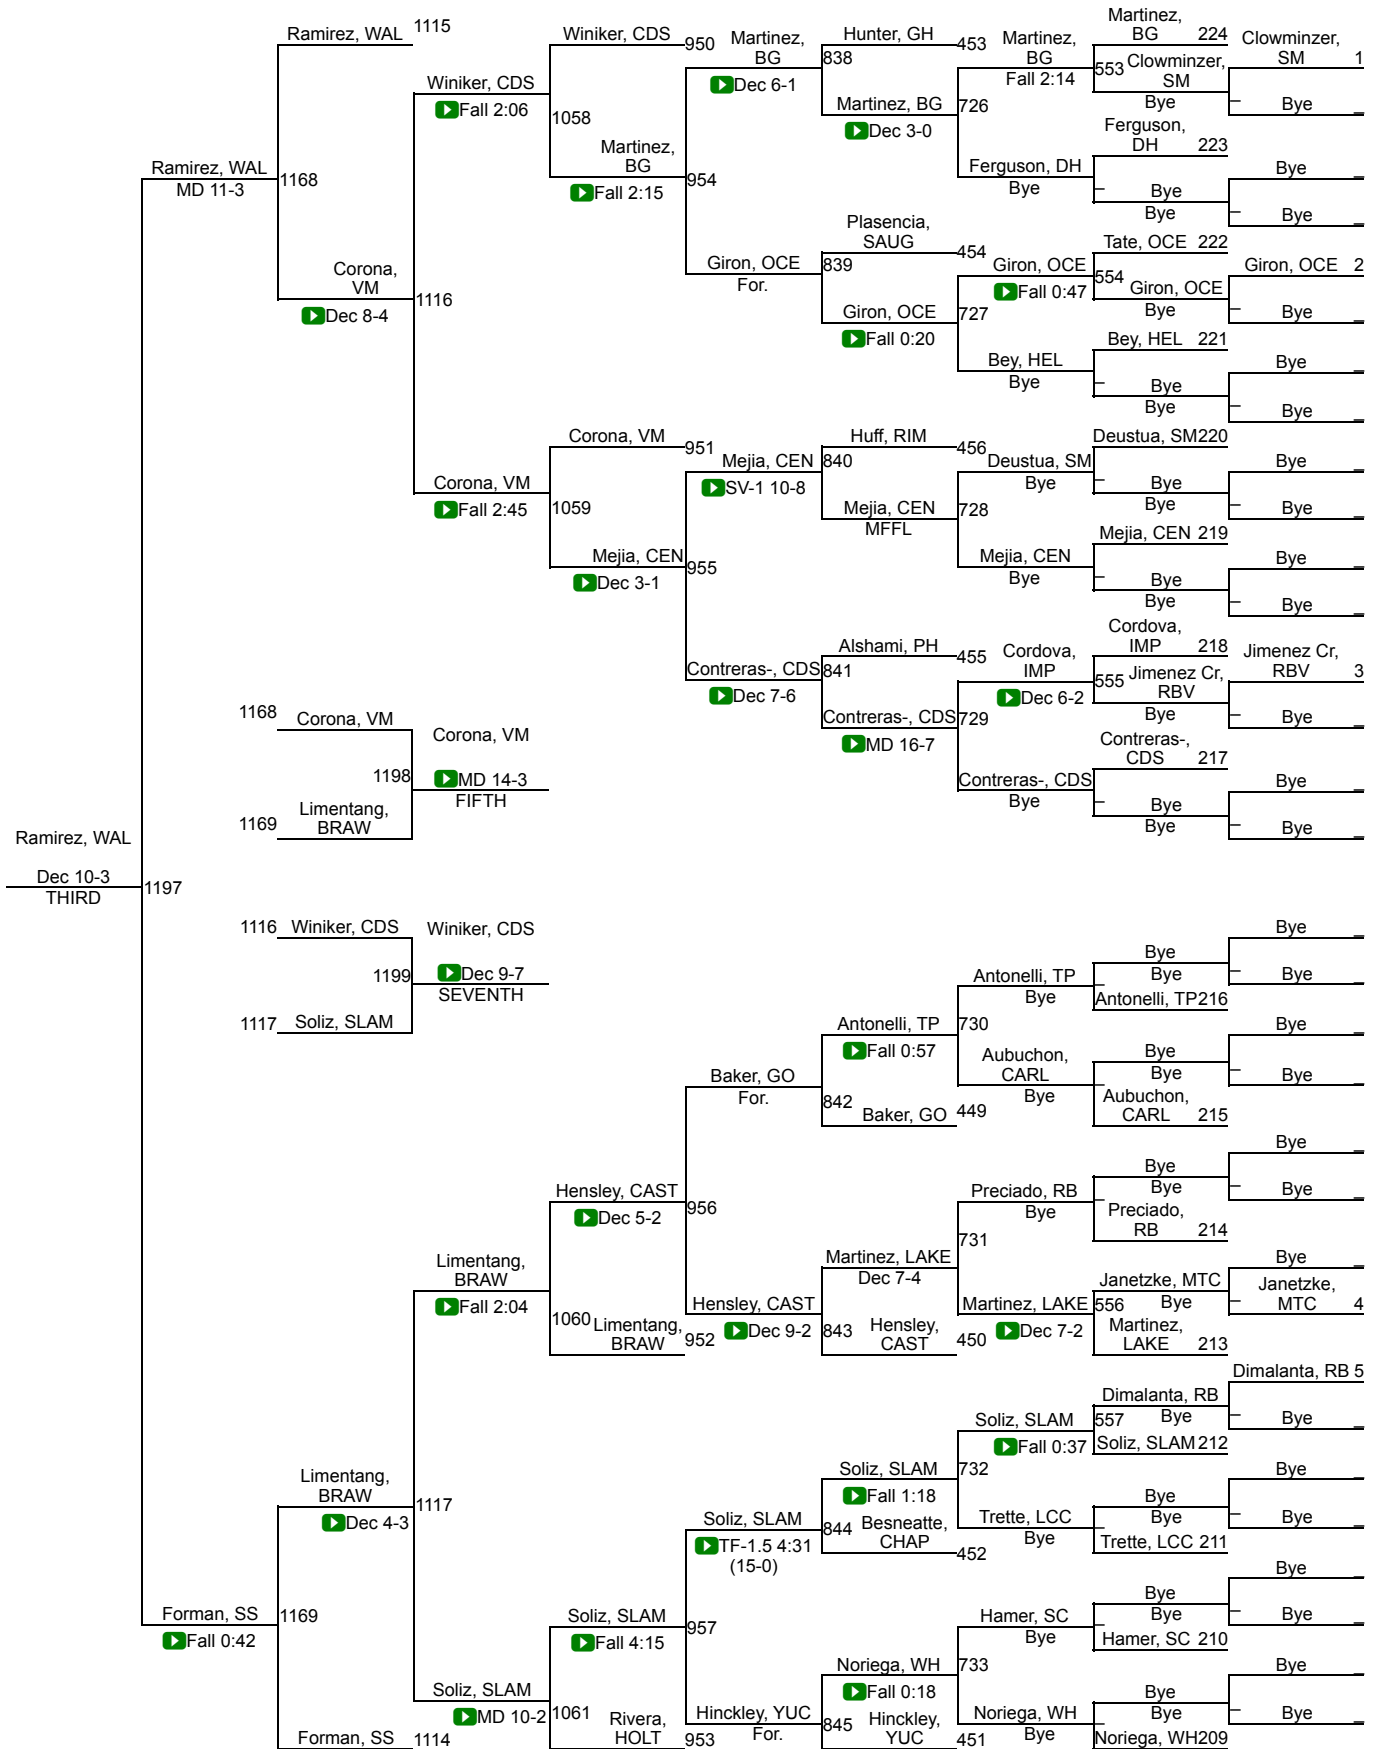 Ramirez, WAL 1115
Winiker, CDS
Fall 2:06
1058
Ramirez, WAL
MD 11-3
1168
Corona,
VM
Dec 8-4
1116
Corona, VM
Fall 2:45
1059
Winiker, CDS 950
Martinez,
BG
Fall 2:15
954
Martinez,
BG
Dec 6-1
838
Hunter, GH 453
Martinez, BG
Dec 3-0
726
Martinez,
BG
Fall 2:14
553
Martinez,
BG 224
Clowminzer,
SM
Bye
Clowminzer,
SM 1
_ Bye _
Ferguson, DH
Bye
Ferguson,
DH 223
_ Bye
Bye
Bye _
_ Bye _
Giron, OCE
For.
839
Plasencia,
SAUG 454
Giron, OCE
Fall 0:20
727
Giron, OCE
Fall 0:47
554
Tate, OCE 222
Giron, OCE
Bye
Giron, OCE 2
_ Bye _
Bey, HEL
Bye
Bey, HEL 221
_ Bye
Bye
Bye _
_ Bye _
Corona, VM 951
Mejia, CEN
Dec 3-1
955
Mejia, CEN
SV-1 10-8
840
Huff, RIM 456
Mejia, CEN
MFFL
728
Deustua, SM
Bye
Deustua, SM220
_ Bye
Bye
Bye _
_ Bye _
Mejia, CEN
Bye
Mejia, CEN 219
_ Bye
Bye
Bye _
_ Bye _
Contreras-, CDS
Dec 7-6
841
Alshami, PH 455
Contreras-, CDS
MD 16-7
729
Cordova,
IMP
Dec 6-2
555
Cordova,
IMP 218
Jimenez Cr,
RBV
Bye
Jimenez Cr,
RBV 3
_ Bye _
Contreras-, CDS
Bye
Contreras-,
CDS 217
_ Bye
Bye
Bye _
_ Bye _
1168 Corona, VM
1198
1169 Limentang,
BRAW
Corona, VM
MD 14-3
FIFTH
Ramirez, WAL
Dec 10-3
THIRD
1197
1116 Winiker, CDS
1199
1117 Soliz, SLAM
Winiker, CDS
Dec 9-7
SEVENTH
Baker, GO
For.
842
Antonelli, TP
Fall 0:57
730
Baker, GO 449
Antonelli, TP
Bye
Bye
_ Bye
Antonelli, TP216
Bye _
_ Bye _
Aubuchon,
CARL
Bye
Bye
_ Bye
Aubuchon,
CARL 215
Bye _
_ Bye _
Hensley, CAST
Dec 5-2
956
Limentang,
BRAW
Fall 2:04
1060
Limentang,
BRAW 952
Hensley, CAST
Dec 9-2
843
Martinez, LAKE
Dec 7-4
731
Hensley,
CAST 450
Preciado, RB
Bye
Bye
_ Bye
Preciado,
RB 214
Bye _
_ Bye _
Martinez, LAKE
Dec 7-2
556
Janetzke, MTC
Bye
Martinez,
LAKE 213
Bye _
_ Janetzke,
MTC 4
Limentang,
BRAW
Dec 4-3
1117
Soliz, SLAM
TF-1.5 4:31
(15-0)
844
Soliz, SLAM
Fall 1:18
732
Besneatte,
CHAP 452
Soliz, SLAM
Fall 0:37
557
Dimalanta, RB
Bye
Soliz, SLAM212
Dimalanta, RB 5
_ Bye _
Trette, LCC
Bye
Bye
_ Bye
Trette, LCC 211
Bye _
_ Bye _
Forman, SS
Fall 0:42
1169
Forman, SS 1114
Soliz, SLAM
MD 10-2
1061
Soliz, SLAM
Fall 4:15
957
Rivera,
HOLT 953
Hinckley, YUC
For.
845
Noriega, WH
Fall 0:18
733
Hinckley,
YUC 451
Hamer, SC
Bye
Bye
_ Bye
Hamer, SC 210
Bye _
_ Bye _
Noriega, WH
Bye
Bye
_ Bye
Noriega, WH209
Bye _
_ Bye _